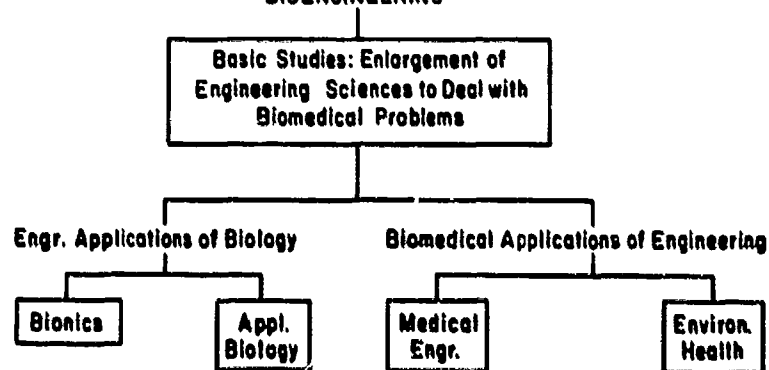 BIOENGINEERING
Basic Studies: Enlargement of
Engineering Sciences to Deal with
Biomedical Problems
Engr. Applications of Biology
Biomedical Applications of Engineering
Bionics
Appl.
Biology
Medical
Engr.
Environ.
Health